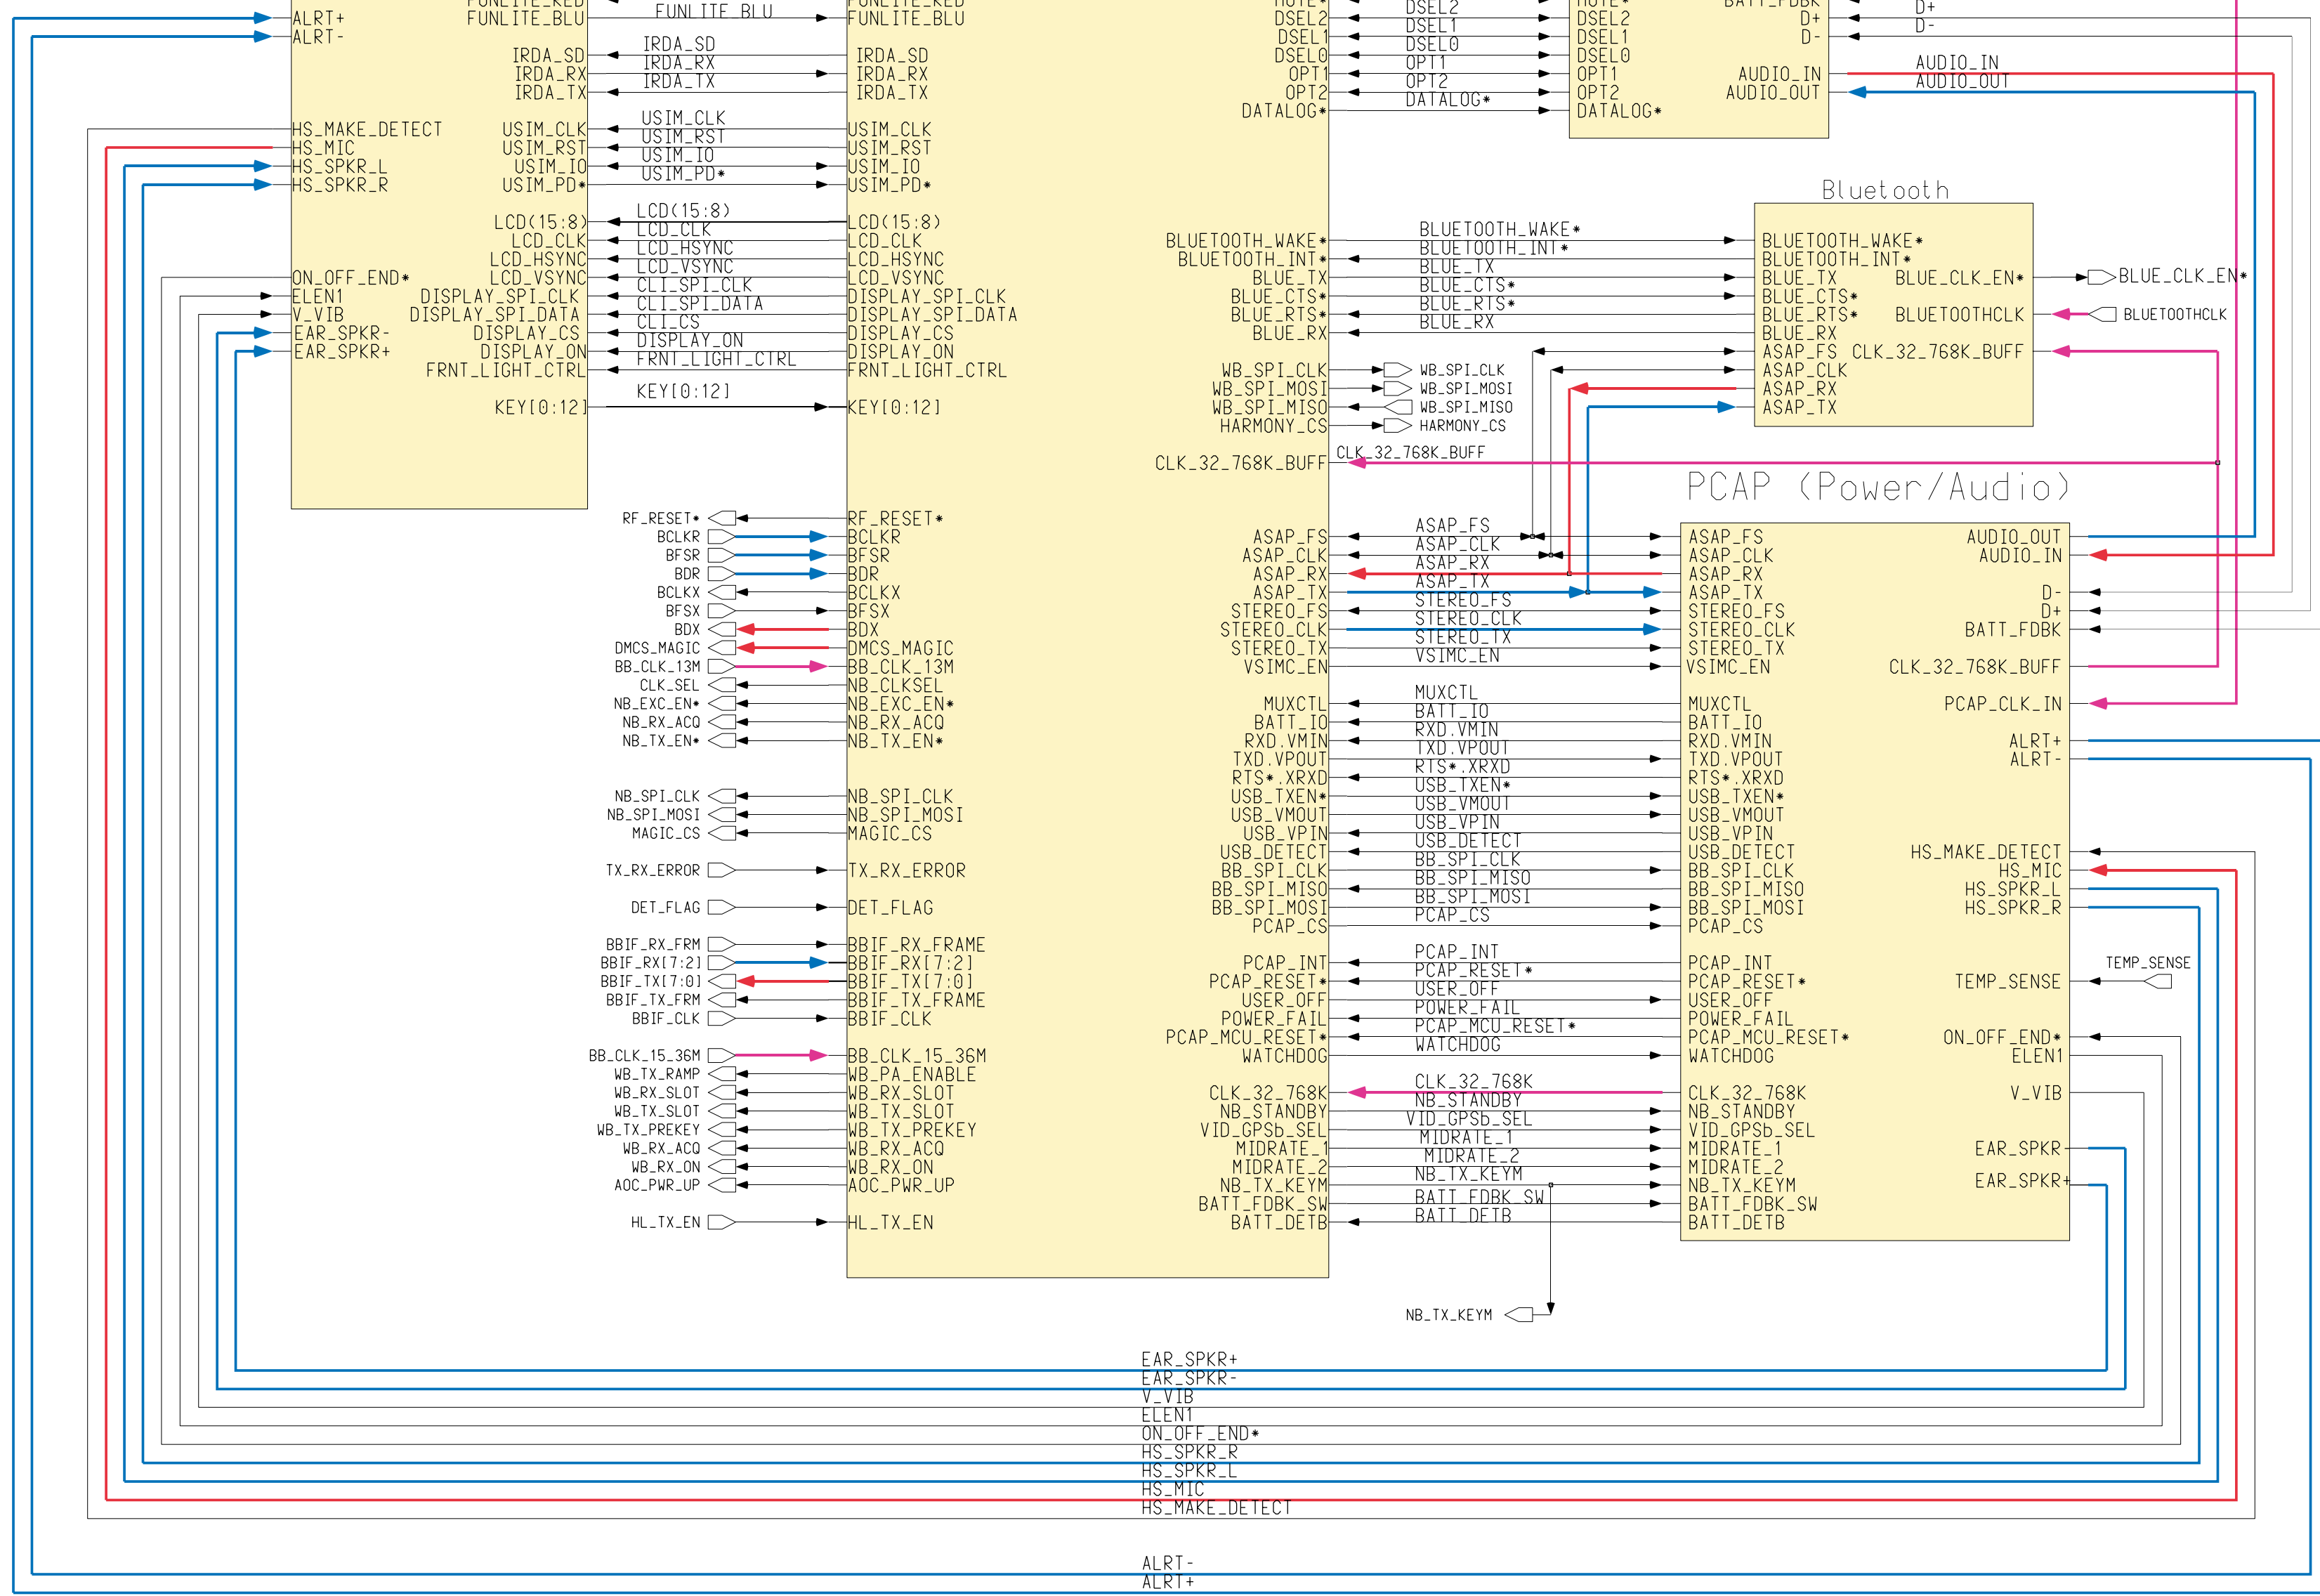 ALRT+
ALRT-
HS_MAKE_DETECT
HS_MIC
HS_SPKR_L
HS_SPKR_R
ON_OFF_END*
ELEN1
V_VIB
EAR_SPKR-
EAR_SPKR+
FUNLITE_BLU
IRDA_SD
IRDA_RX
IRDA_TX
USIM_CLK
USIM_RST
USIM_IO
USIM_PD*
LCD(15:8)
LCD_CLK
LCD_HSYNC
LCD_VSYNC
DISPLAY_SPI_CLK
DISPLAY_SPI_DATA
DISPLAY_CS
DISPLAY_ON
FRNT_LIGHT_CTRL
KEY[0:12]
FUNLITE_BLU
IRDA_SD
IRDA_RX
IRDA_TX
USIM_CLK
USIM_RST
USIM_IO
USIM_PD*
LCD(15:8)
LCD_CLK
LCD_HSYNC
LCD_VSYNC
CLI_SPI_CLK
CLI_SPI_DATA
CLI_CS
DISPLAY_ON
FRNT_LIGHT_CTRL
KEY[0:12]
FUNLITE_BLU
IRDA_SD
IRDA_RX
IRDA_TX
USIM_CLK
USIM_RST
USIM_IO
USIM_PD*
LCD(15:8)
LCD_CLK
LCD_HSYNC
LCD_VSYNC
DISPLAY_SPI_CLK
DISPLAY_SPI_DATA
DISPLAY_CS
DISPLAY_ON
FRNT_LIGHT_CTRL
KEY[0:12]
RF_RESET* RF_RESET*
BCLKR BCLKR
BFSR BFSR
BDR BDR
BCLKX BCLKX
BFSX BFSX
BDX BDX
DMCS_MAGIC DMCS_MAGIC
BB_CLK_13M BB_CLK_13M
CLK_SEL NB_CLKSEL
NB_EXC_EN* NB_EXC_EN*
NB_RX_ACQ NB_RX_ACQ
NB_TX_EN* NB_TX_EN*
NB_SPI_CLK NB_SPI_CLK
NB_SPI_MOSI NB_SPI_MOSI
MAGIC_CS MAGIC_CS
TX_RX_ERROR TX_RX_ERROR
DET_FLAG DET_FLAG
BBIF_RX_FRM BBIF_RX_FRAME
BBIF_RX[7:2] BBIF_RX[7:2]
BBIF_TX[7:0] BBIF_TX[7:0]
BBIF_TX_FRM BBIF_TX_FRAME
BBIF_CLK BBIF_CLK
BB_CLK_15_36M BB_CLK_15_36M
WB_TX_RAMP WB_PA_ENABLE
WB_RX_SLOT WB_RX_SLOT
WB_TX_SLOT WB_TX_SLOT
WB_TX_PREKEY WB_TX_PREKEY
WB_RX_ACQ WB_RX_ACQ
WB_RX_ON WB_RX_ON
AOC_PWR_UP AOC_PWR_UP
HL_TX_EN HL_TX_EN
DSEL2
DSEL1
DSEL0
OPT1
OPT2
DATALOG*
DSEL2
DSEL1
DSEL0
OPT1
OPT2
DATALOG*
DSEL2
DSEL1
DSEL0
OPT1
OPT2
DATALOG*
D+
D-
AUDIO_IN
AUDIO_OUT
D+
D-
AUDIO_IN
AUDIO_OUT
Bluetooth
BLUETOOTH_WAKE*
BLUETOOTH_INT*
BLUE_TX
BLUE_CTS*
BLUE_RTS*
BLUE_RX
BLUETOOTH_WAKE*
BLUETOOTH_INT*
BLUE_TX
BLUE_CTS*
BLUE_RTS*
BLUE_RX
BLUETOOTH_WAKE*
BLUETOOTH_INT*
BLUE_TX
BLUE_CTS*
BLUE_RTS*
BLUE_RX
ASAP_FS
ASAP_CLK
ASAP_RX
ASAP_TX
BLUE_CLK_EN* BLUE_CLK_EN*
BLUETOOTHCLK BLUETOOTHCLK
CLK_32_768K_BUFF
WB_SPI_CLK WB_SPI_CLK
WB_SPI_MOSI WB_SPI_MOSI
WB_SPI_MISO WB_SPI_MISO
HARMONY_CS HARMONY_CS
CLK_32_768K_BUFF CLK_32_768K_BUFF
PCAP (Power/Audio)
ASAP_FS ASAP_FS ASAP_FS
ASAP_CLK ASAP_CLK ASAP_CLK
ASAP_RX ASAP_RX ASAP_RX
ASAP_TX ASAP_TX ASAP_TX
STEREO_FS STEREO_FS STEREO_FS
STEREO_CLK STEREO_CLK STEREO_CLK
STEREO_TX STEREO_TX STEREO_TX
VSIMC_EN VSIMC_EN VSIMC_EN
MUXCTL MUXCTL MUXCTL
BATT_IO BATT_IO BATT_IO
RXD.VMIN RXD.VMIN RXD.VMIN
TXD.VPOUT TXD.VPOUT TXD.VPOUT
RTS*.XRXD RTS*.XRXD RTS*.XRXD
USB_TXEN* USB_TXEN* USB_TXEN*
USB_VMOUT USB_VMOUT USB_VMOUT
USB_VPIN USB_VPIN USB_VPIN
USB_DETECT USB_DETECT USB_DETECT
BB_SPI_CLK BB_SPI_CLK BB_SPI_CLK
BB_SPI_MISO BB_SPI_MISO BB_SPI_MISO
BB_SPI_MOSI BB_SPI_MOSI BB_SPI_MOSI
PCAP_CS PCAP_CS PCAP_CS
PCAP_INT PCAP_INT PCAP_INT
PCAP_RESET* PCAP_RESET* PCAP_RESET*
USER_OFF USER_OFF USER_OFF
POWER_FAIL POWER_FAIL POWER_FAIL
PCAP_MCU_RESET* PCAP_MCU_RESET* PCAP_MCU_RESET*
WATCHDOG WATCHDOG WATCHDOG
CLK_32_768K CLK_32_768K CLK_32_768K
NB_STANDBY NB_STANDBY NB_STANDBY
VID_GPSb_SEL VID_GPSb_SEL VID_GPSb_SEL
MIDRATE_1 MIDRATE_1 MIDRATE_1
MIDRATE_2 MIDRATE_2 MIDRATE_2
NB_TX_KEYM NB_TX_KEYM NB_TX_KEYM
BATT_FDBK_SW BATT_FDBK_SW BATT_FDBK_SW
BATT_DETB BATT_DETB BATT_DETB
AUDIO_OUT
AUDIO_IN
D-
D+
BATT_FDBK
CLK_32_768K_BUFF
PCAP_CLK_IN
ALRT+
ALRT-
HS_MAKE_DETECT
HS_MIC
HS_SPKR_L
HS_SPKR_R
TEMP_SENSE TEMP_SENSE
ON_OFF_END*
ELEN1
V_VIB
EAR_SPKR-
EAR_SPKR+
NB_TX_KEYM
EAR_SPKR+
EAR_SPKR-
V_VIB
ELEN1
ON_OFF_END*
HS_SPKR_R
HS_SPKR_L
HS_MIC
HS_MAKE_DETECT
ALRT-
ALRT+